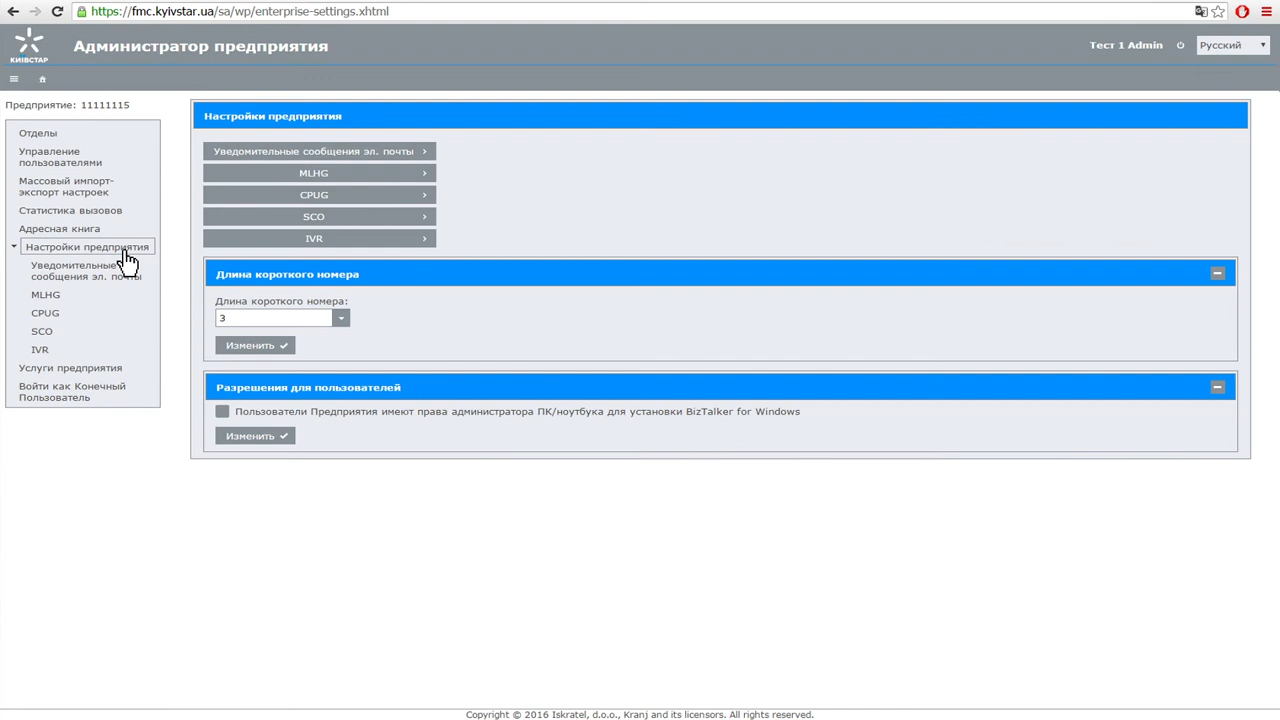 https://fmc.kyivstar.ua/sa/wp/enterprise-settings.xhtml
КИЇВСТАР
Администратор предприятия
Тест 1 Admin
Русский
Предприятие: 11111115
Отделы
Управление
пользователями
Массовый импорт-
экспорт настроек
Статистика вызовов
Адресная книга
Настройки предприятия
Уведомительные
сообщения эл. почты
MLHG
CPUG
SCO
IVR
Услуги предприятия
Войти как Конечный
Пользователь
Настройки предприятия
Уведомительные сообщения эл. почты
MLHG
CPUG
SCO
IVR
Длина короткого номера
Длина короткого номера:
3
Изменить
Разрешения для пользователей
Пользователи Предприятия имеют права администратора ПК/ноутбука для установки BizTalker for Windows
Изменить
Copyright © 2016 Iskratel, d.o.o., Kranj and its licensors. All rights reserved.